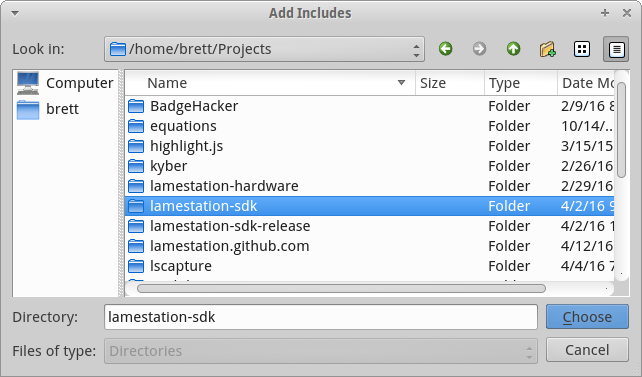 Add Includes
Look in: /home/brett/Projects
Computer
brett
Name Size Type Date Mo
BadgeHacker Folder 2/9/16 8
equations Folder 10/14/...
highlight.js Folder 3/15/15
kyber Folder 2/26/16
lamestation-hardware Folder 2/29/16
lamestation-sdk Folder 4/2/16 9
lamestation-sdk-release Folder 4/2/16 1
lamestation.github.com Folder 4/12/16
lscapture Folder 4/4/16 7
Directory: lamestation-sdk Choose
Files of type: Directories Cancel